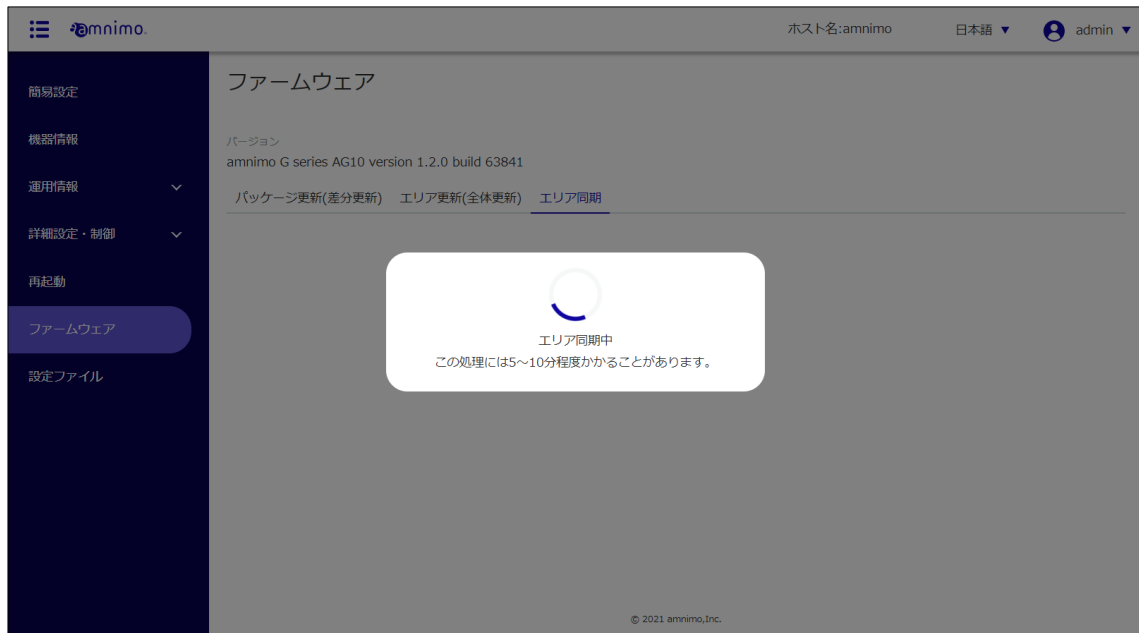 amnimo
ホスト名:amnimo
日本語 ▼
admin ▼
簡易設定
機器情報
運用情報
詳細設定・制御
再起動
ファームウェア
設定ファイル
ファームウェア
バージョン
amnimo G series AG10 version 1.2.0 build 63841
パッケージ更新(差分更新) エリア更新(全体更新) エリア同期
エリア同期中
この処理には5～10分程度かかることがあります。
© 2021 amnimo,Inc.